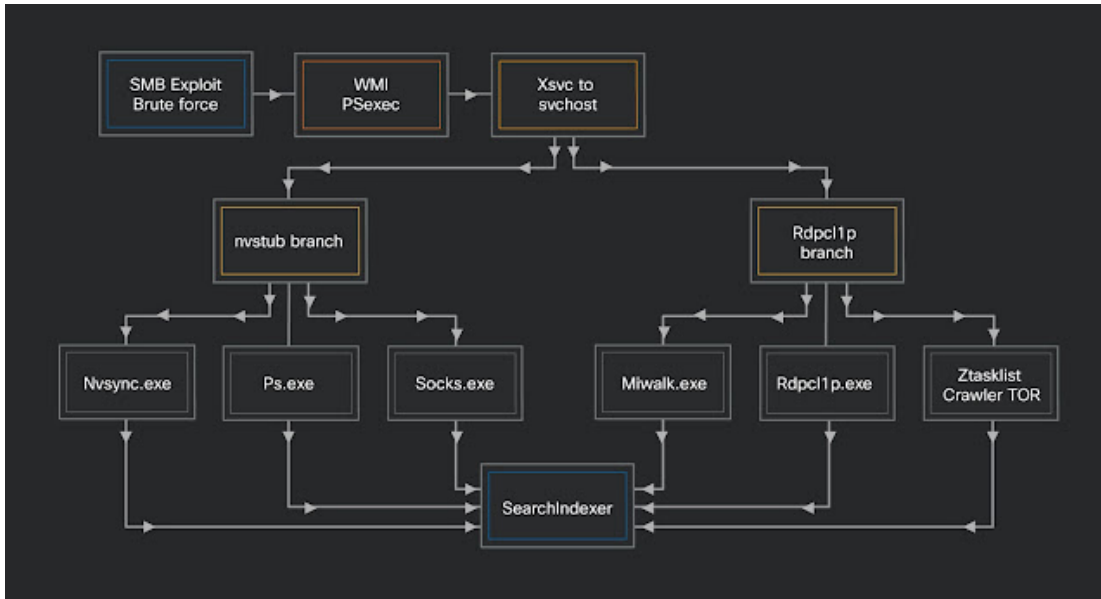 SMB Exploit
Brute force
WMI
PSexec
Xsvc to
svchost
nvstub branch
Rdpcl1p
branch
Nvsync.exe
Ps.exe
Socks.exe
Miwalk.exe
Rdpcl1p.exe
Ztasklist
Crawler TOR
SearchIndexer